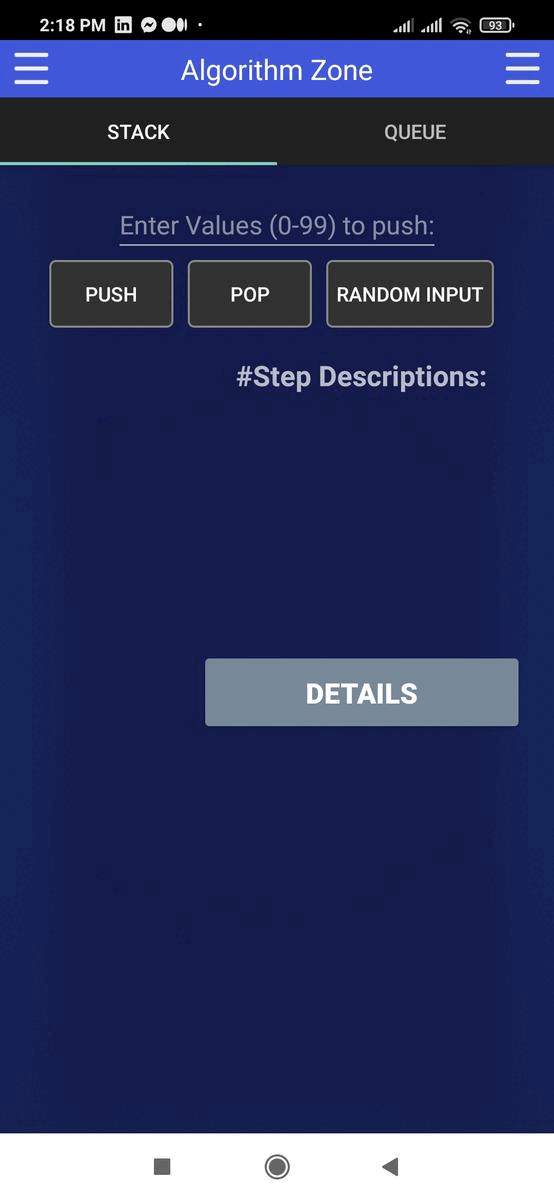 2:18 PM in 93
Algorithm Zone
STACK QUEUE
Enter Values (0-99) to push:
PUSH POP RANDOM INPUT
#Step Descriptions:
DETAILS